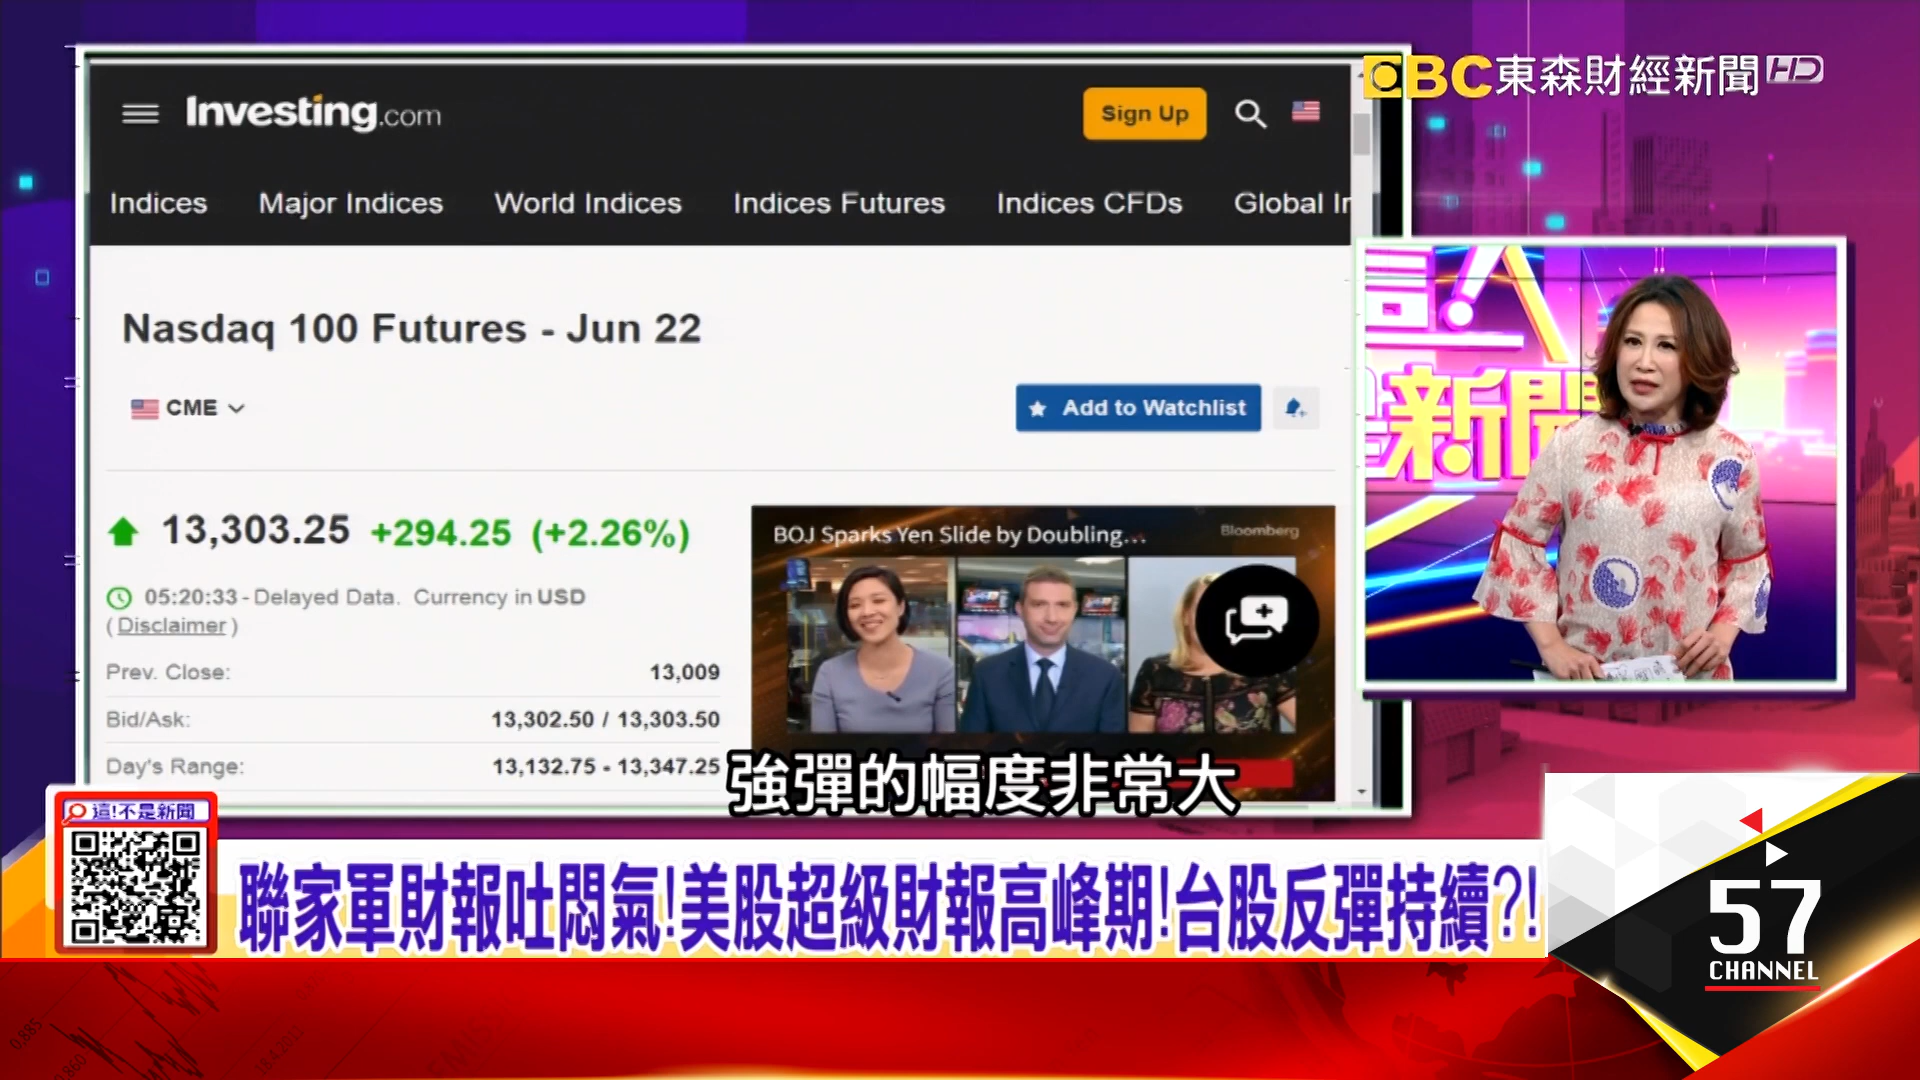 EBC東森財經新聞HD
Investing.com
Sign Up
Indices Major Indices World Indices Indices Futures Indices CFDs Global In
Nasdaq 100 Futures - Jun 22
CME
Add to Watchlist
13,303.25 +294.25 (+2.26%)
05:20:33 - Delayed Data. Currency in USD
(Disclaimer)
Prev. Close: 13,009
Bid/Ask: 13,302.50 / 13,303.50
Day's Range: 13,132.75 - 13,347.25
BOJ Sparks Yen Slide by Doubling...
Bloomberg
新聞
強彈的幅度非常大
這!不是新聞
聯家軍財報吐悶氣!美股超級財報高峰期!台股反彈持續?!
57
CHANNEL